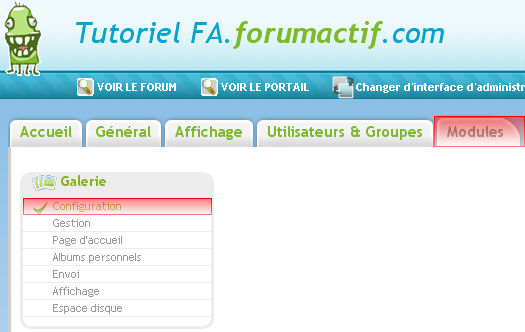 Tutoriel FA.forumactif.com
VOIR LE FORUM VOIR LE PORTAIL Changer d'interface d'administr
Accueil Général Affichage Utilisateurs & Groupes Modules
Galerie
Configuration
Gestion
Page d'accueil
Albums personnels
Envoi
Affichage
Espace disque